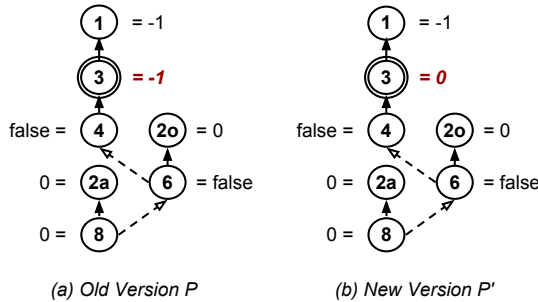 1 = -1 1 = -1
3 = -1 3 = 0
false = 4 2o = 0 false = 4 2o = 0
0 = 2a 6 = false 0 = 2a 6 = false
0 = 8 0 = 8
(a) Old Version P (b) New Version P'